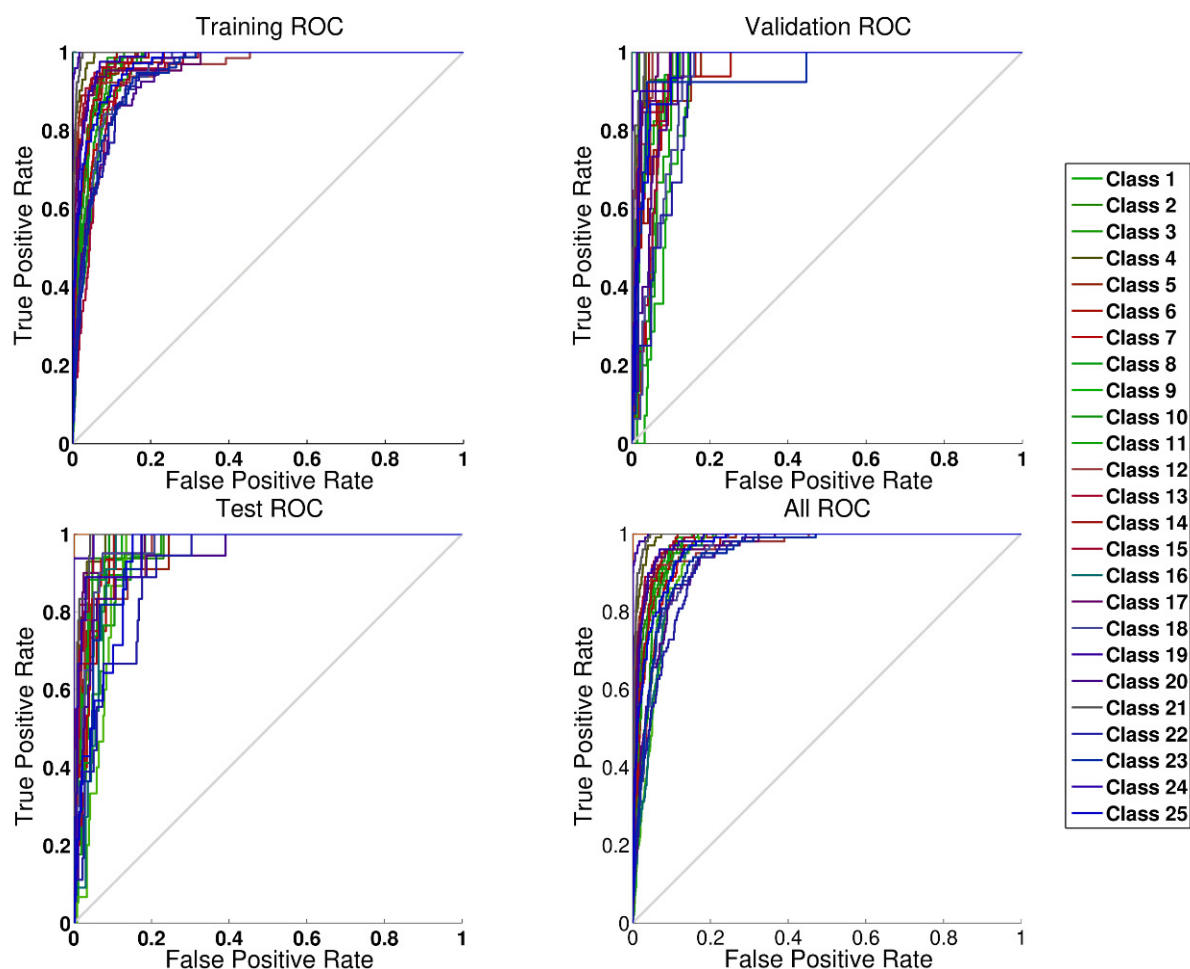 Training ROC
1
0.8
0.6
0.4
0.2
0
True Positive Rate
0 0.2 0.4 0.6 0.8 1
False Positive Rate
Validation ROC
1
0.8
0.6
0.4
0.2
0
True Positive Rate
0 0.2 0.4 0.6 0.8 1
False Positive Rate
Test ROC
1
0.8
0.6
0.4
0.2
0
True Positive Rate
0 0.2 0.4 0.6 0.8 1
False Positive Rate
All ROC
1
0.8
0.6
0.4
0.2
0
True Positive Rate
0 0.2 0.4 0.6 0.8 1
False Positive Rate
Class 1
Class 2
Class 3
Class 4
Class 5
Class 6
Class 7
Class 8
Class 9
Class 10
Class 11
Class 12
Class 13
Class 14
Class 15
Class 16
Class 17
Class 18
Class 19
Class 20
Class 21
Class 22
Class 23
Class 24
Class 25